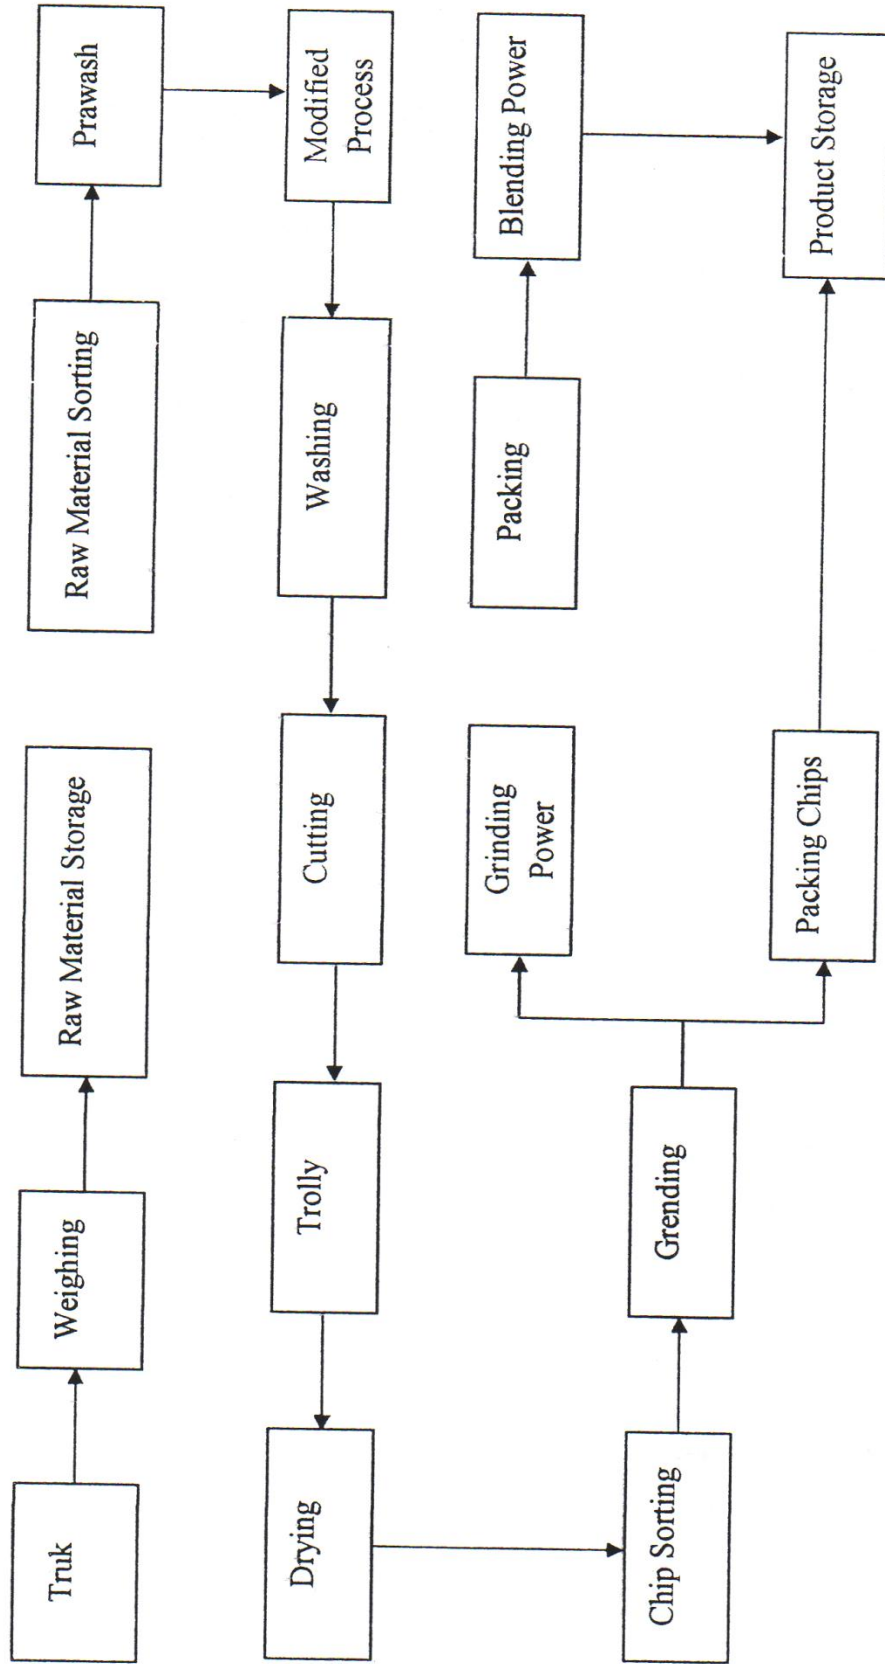 Truk
Weighing
Raw Material Storage
Raw Material Sorting
Prawash
Drying
Trolly
Cutting
Washing
Modified
Process
Grinding
Power
Packing
Blending Power
Chip Sorting
Grending
Packing Chips
Product Storage